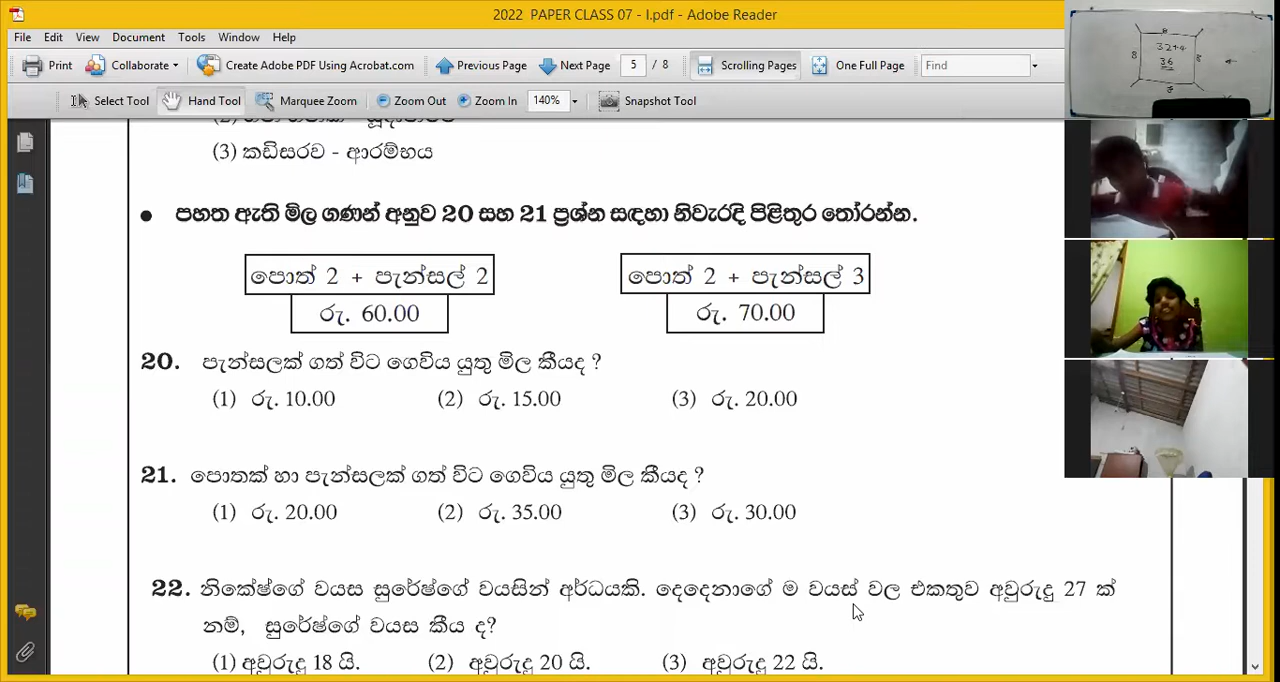 2022 PAPER CLASS 07 - I.pdf - Adobe Reader
File Edit View Document Tools Window Help
Print Collaborate Create Adobe PDF Using Acrobat.com Previous Page Next Page 5 / 8 Scrolling Pages One Full Page Find
Select Tool Hand Tool Marquee Zoom Zoom Out Zoom In 140% Snapshot Tool
(3) කඩිසරව - ආරම්භය
● පහත ඇති මිල ගණන් අනුව 20 සහ 21 ප්‍රශ්න සඳහා නිවැරදි පිළිතුර තෝරන්න.
පොත් 2 + පැන්සල් 2 පොත් 2 + පැන්සල් 3
රු. 60.00 රු. 70.00
20. පැන්සලක් ගත් විට ගෙවිය යුතු මිල කීයද ?
(1) රු. 10.00 (2) රු. 15.00 (3) රු. 20.00
21. පොතක් හා පැන්සලක් ගත් විට ගෙවිය යුතු මිල කීයද ?
(1) රු. 20.00 (2) රු. 35.00 (3) රු. 30.00
22. නිකේෂ්ගේ වයස සුරේෂ්ගේ වයසින් අර්ධයකි. දෙදෙනාගේ ම වයස් වල එකතුව අවුරුදු 27 ක්
නම්, සුරේෂ්ගේ වයස කීය ද?
(1) අවුරුදු 18 යි. (2) අවුරුදු 20 යි. (3) අවුරුදු 22 යි.
32+4
36